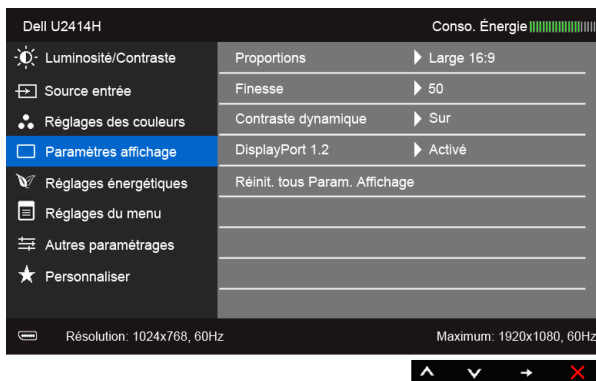 Dell U2414H Conso. Énergie
Luminosité/Contraste Proportions Large 16:9
Source entrée Finesse 50
Réglages des couleurs Contraste dynamique Sur
Paramètres affichage DisplayPort 1.2 Activé
Réglages énergétiques Réinit. tous Param. Affichage
Réglages du menu
Autres paramétrages
Personnaliser
Résolution: 1024x768, 60Hz Maximum: 1920x1080, 60Hz